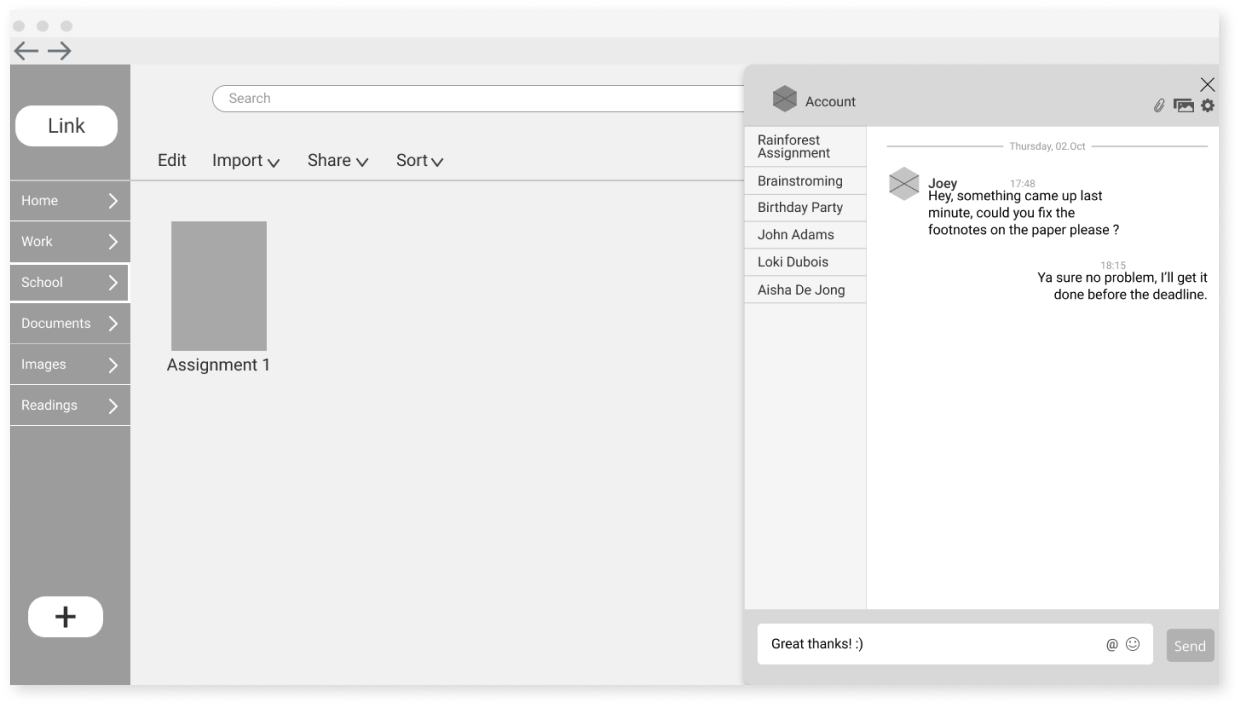 Link
Home
Work
School
Documents
Images
Readings
Search
Edit Import Share Sort
Assignment 1
Account
Rainforest
Assignment
Brainstroming
Birthday Party
John Adams
Loki Dubois
Aisha De Jong
Thursday, 02.Oct
Joey 17:48
Hey, something came up last
minute, could you fix the
footnotes on the paper please ?
18:15
Ya sure no problem, I'll get it
done before the deadline.
Great thanks! :) @
Send